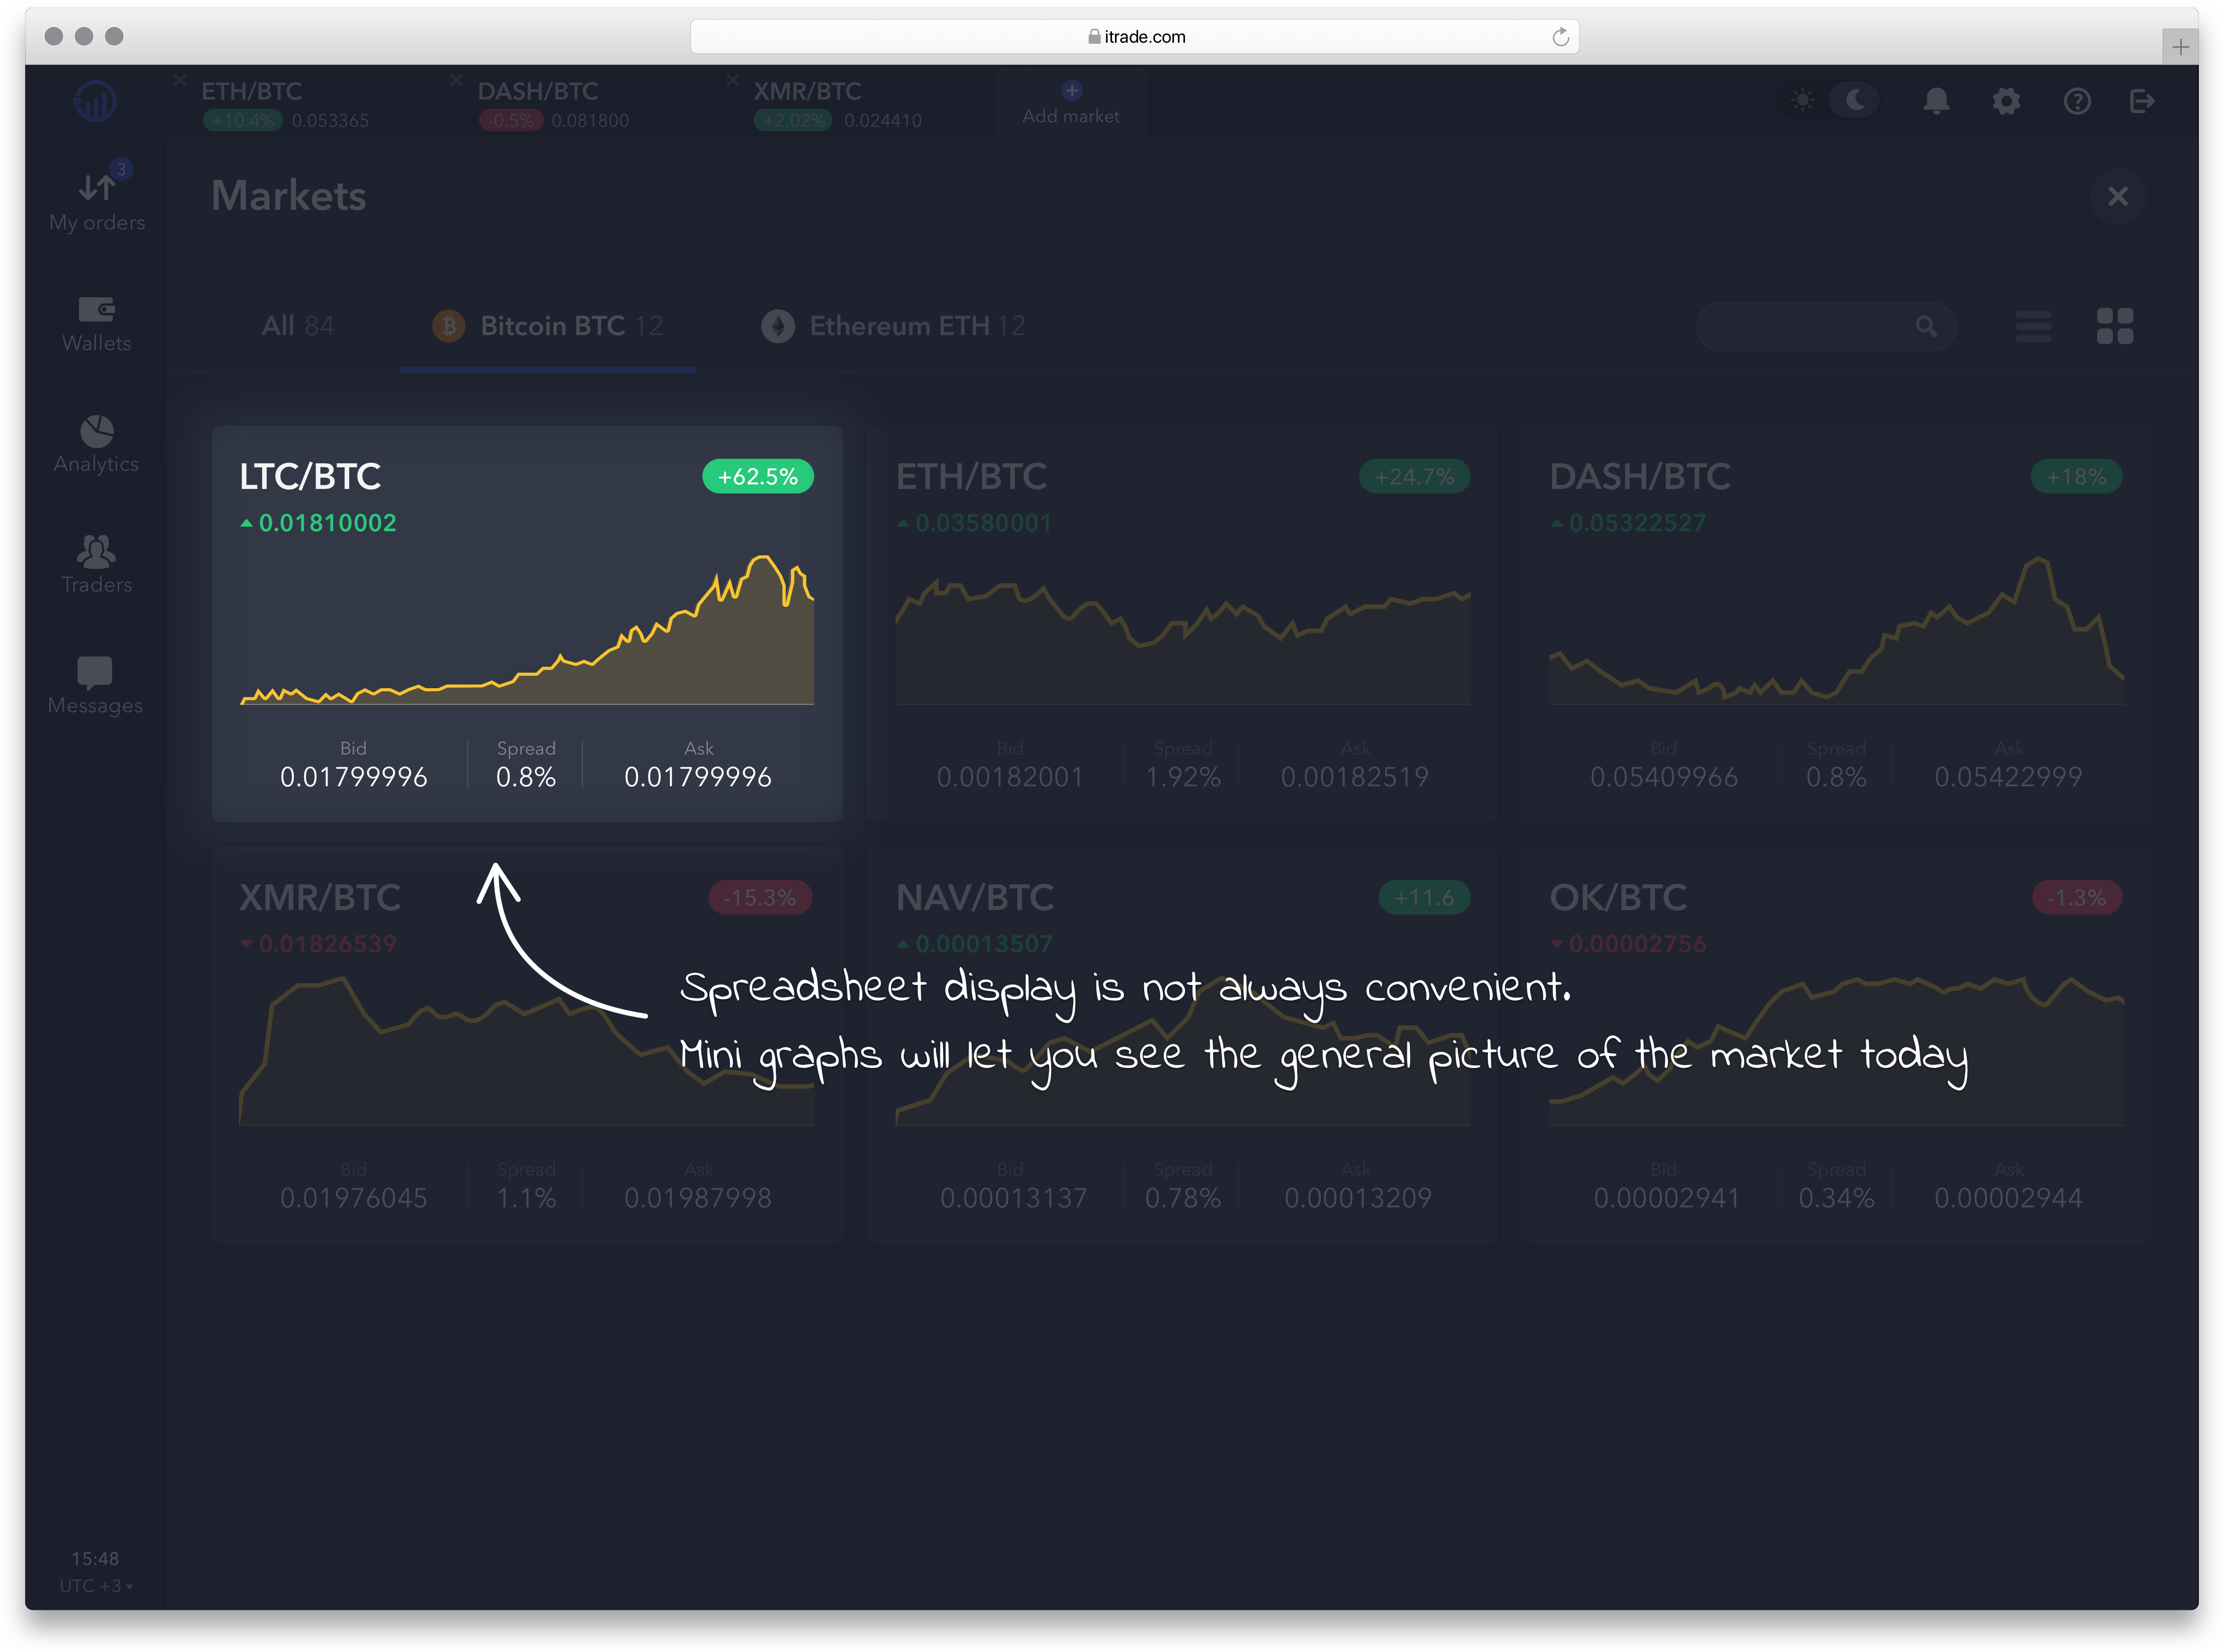 itrade.com
ETH/BTC
+10.4% 0.053365
DASH/BTC
-0.5% 0.081800
XMR/BTC
+2.02% 0.024410
Add market
3
My orders
Wallets
Analytics
Traders
Messages
Markets
All 84
Bitcoin BTC 12
Ethereum ETH 12
LTC/BTC +62.5%
0.01810002
Bid Spread Ask
0.01799996 0.8% 0.01799996
ETH/BTC +24.7%
0.03580001
Bid Spread Ask
0.00182001 1.92% 0.00182519
DASH/BTC +18%
0.05322527
Bid Spread Ask
0.05409966 0.8% 0.05422999
XMR/BTC -15.3%
0.01826539
Bid Spread Ask
0.01976045 1.1% 0.01987998
NAV/BTC +11.6
0.00013507
Bid Spread Ask
0.00013137 0.78% 0.00013209
OK/BTC -1.3%
0.00002756
Bid Spread Ask
0.00002941 0.34% 0.00002944
Spreadsheet display is not always convenient.
Mini graphs will let you see the general picture of the market today
15:48
UTC +3